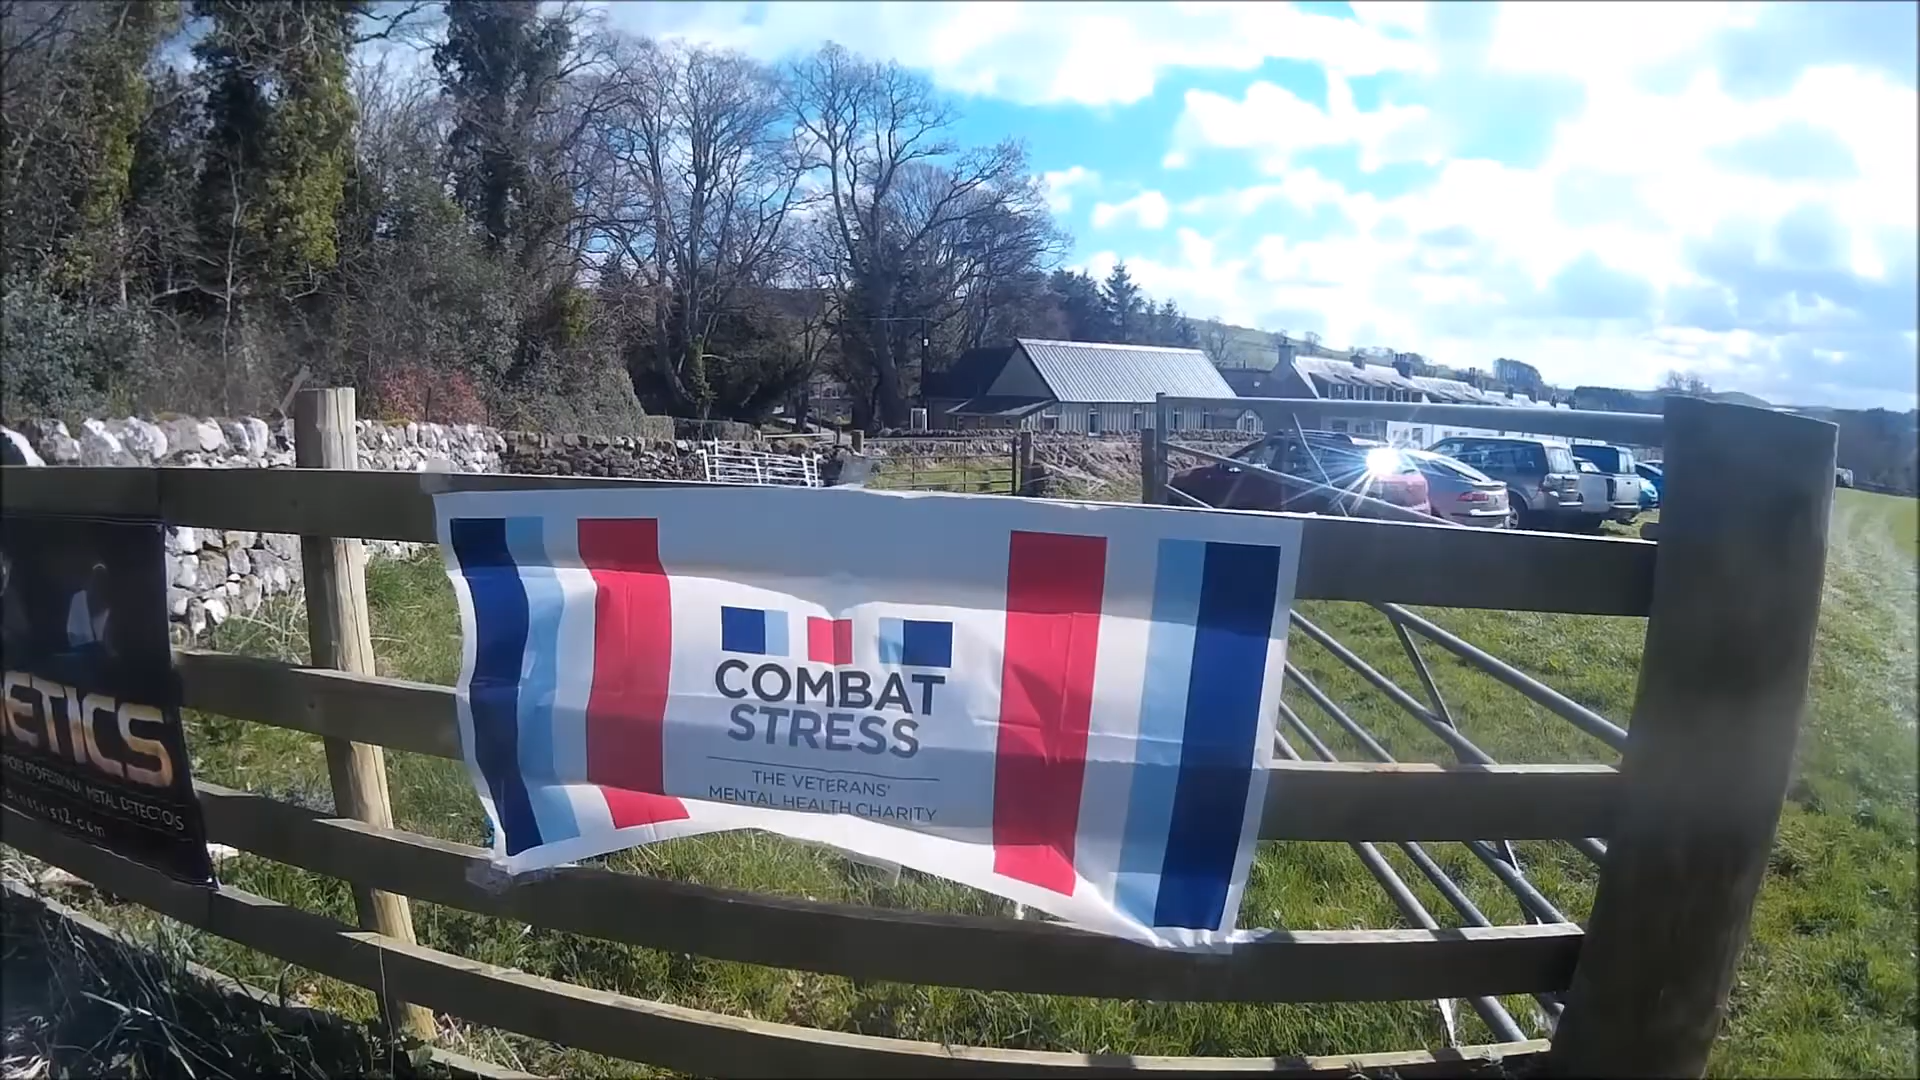 ETICS
PROFESSIONAL METAL DETECTORS
COMBAT
STRESS
THE VETERANS'
MENTAL HEALTH CHARITY